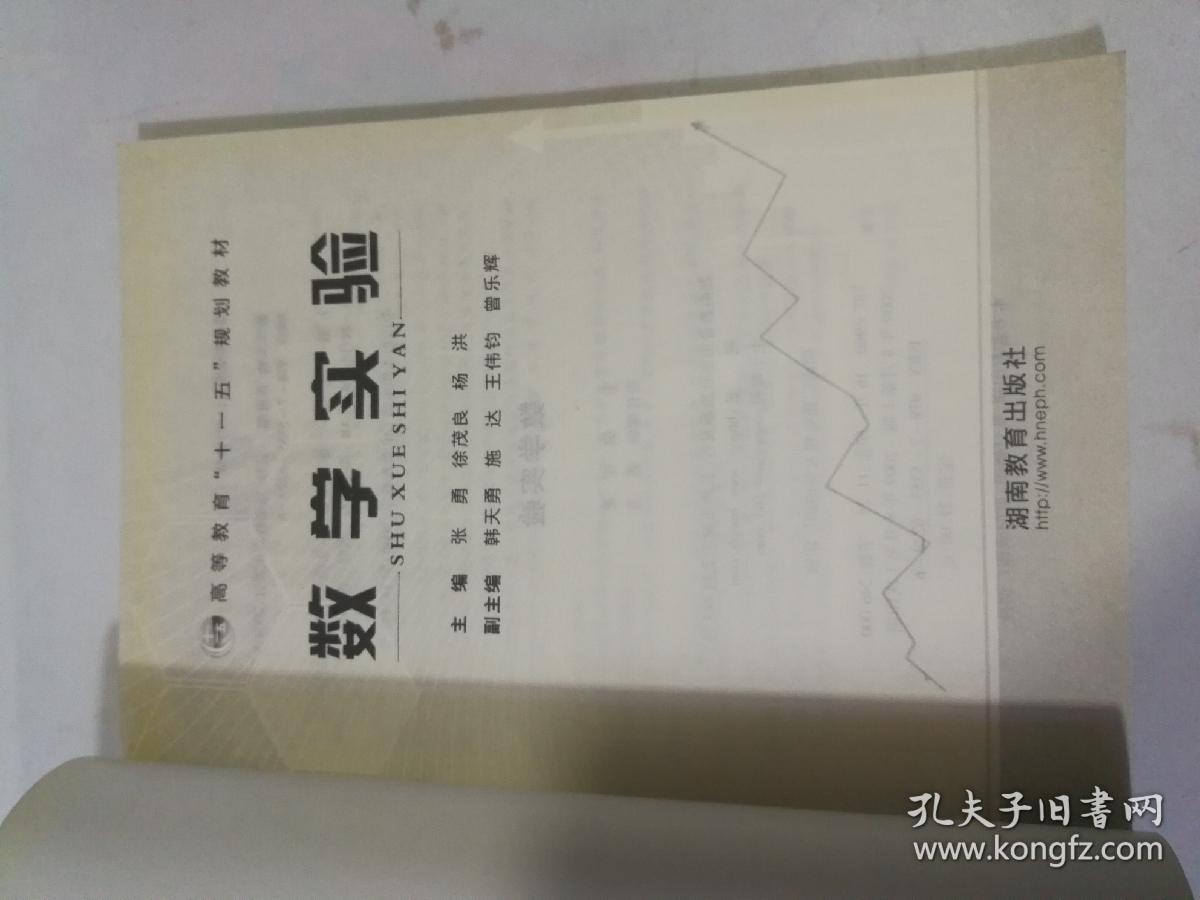 高等教育“十一五”规划教材
数学实验
SHU XUE SHI YAN
主 编 张 勇 徐茂良 杨 洪
副主编 韩天勇 施 达 王伟钧 曾乐辉
湖南教育出版社
http://www.hneph.com
孔夫子旧书网
www.kongfz.com